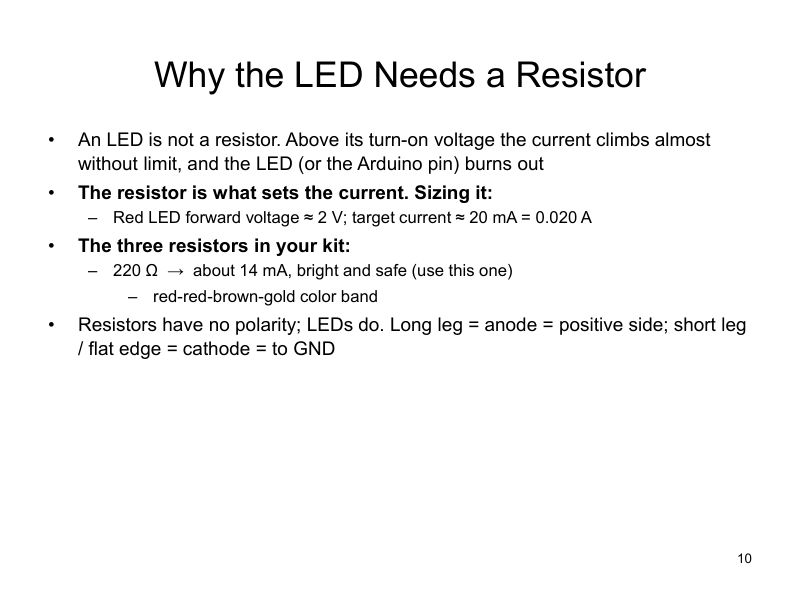 Why the LED Needs a Resistor
• An LED is not a resistor. Above its turn-on voltage the current climbs almost
without limit, and the LED (or the Arduino pin) burns out
• The resistor is what sets the current. Sizing it:
– Red LED forward voltage ≈ 2 V; target current ≈ 20 mA = 0.020 A
• The three resistors in your kit:
– 220 Ω → about 14 mA, bright and safe (use this one)
– red-red-brown-gold color band
• Resistors have no polarity; LEDs do. Long leg = anode = positive side; short leg
/ flat edge = cathode = to GND
10